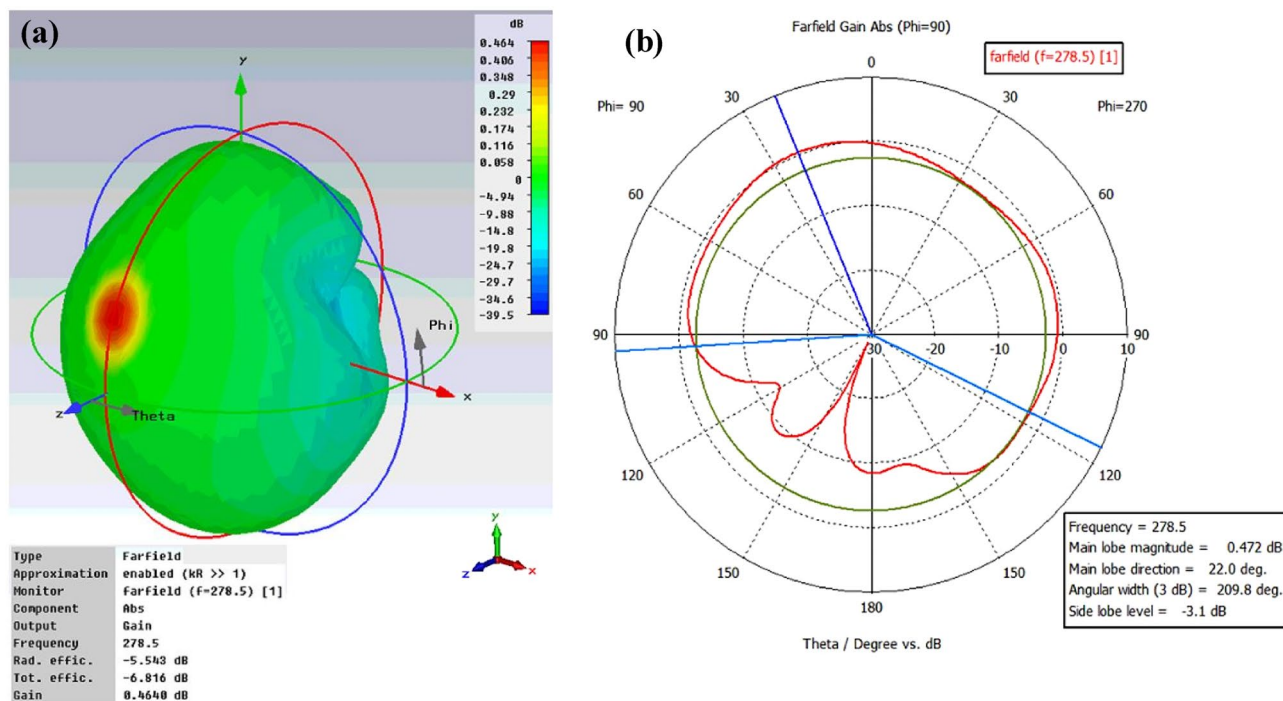 (a)
dB
0.464
0.406
0.348
0.29
0.232
0.174
0.116
0.058
0
-4.94
-9.88
-14.8
-19.8
-24.7
-29.7
-34.6
-39.5
y
Phi
x
z
Theta
y
z
x
Type Farfield
Approximation enabled (kR >> 1)
Monitor farfield (f=278.5) [1]
Component Abs
Output Gain
Frequency 278.5
Rad. effic. -5.543 dB
Tot. effic. -6.816 dB
Gain 0.4640 dB
(b)
Farfield Gain Abs (Phi=90)
farfield (f=278.5) [1]
0
30 30
Phi= 90 Phi=270
60 60
90 90
-30 -20 -10 0 10
120 120
150 150
180
Theta / Degree vs. dB
Frequency = 278.5
Main lobe magnitude = 0.472 dB
Main lobe direction = 22.0 deg.
Angular width (3 dB) = 209.8 deg.
Side lobe level = -3.1 dB